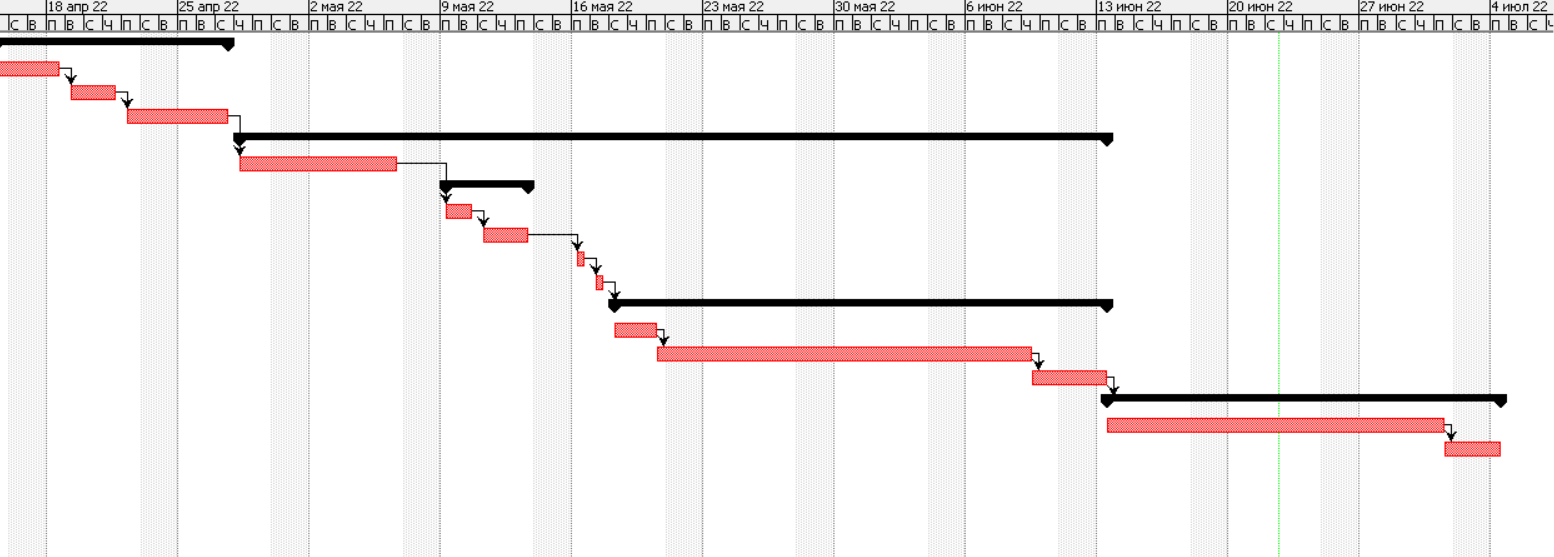 18 апр 22 25 апр 22 2 мая 22 9 мая 22 16 мая 22 23 мая 22 30 мая 22 6 июн 22 13 июн 22 20 июн 22 27 июн 22 4 июл 22
С В П В С Ч П С В П В С Ч П С В П В С Ч П С В П В С Ч П С В П В С Ч П С В П В С Ч П С В П В С Ч П С В П В С Ч П С В П В С Ч П С В П В С Ч П С В П В С Ч П С В П В С